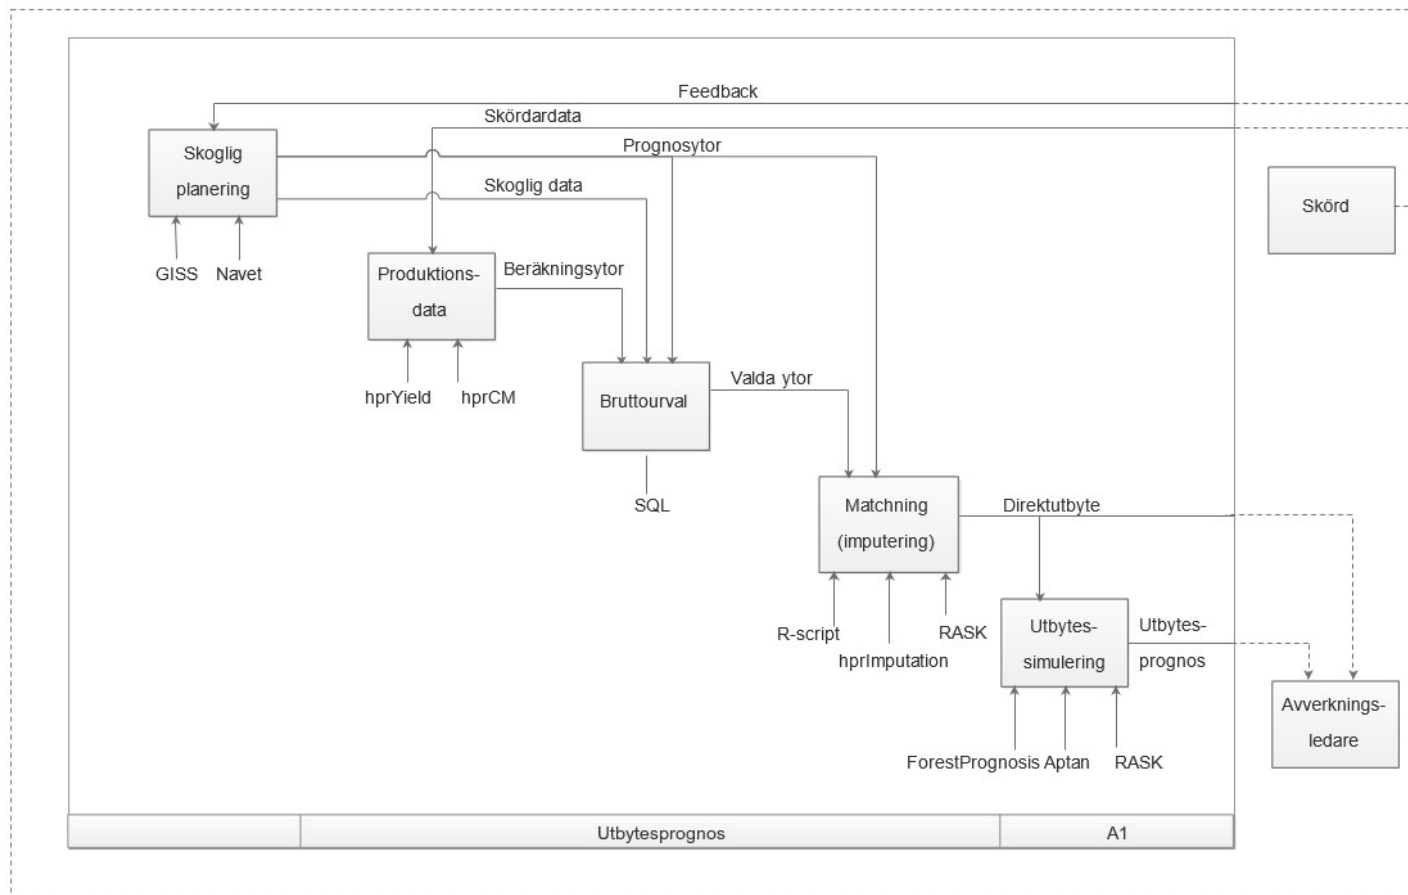 Feedback
Skördardata
Skoglig
planering
Prognosytor
Skoglig data
Skörd
GISS
Navet
Produktions-
data
Beräkningsytor
hprYield
hprCM
Bruttourval
Valda ytor
SQL
Matchning
(imputering)
Direktutbyte
R-script
hprImputation
RASK
Utbytes-
simulering
Utbytes-
prognos
Avverknings-
ledare
ForestPrognosis
Aptan
RASK
Utbytesprognos
A1